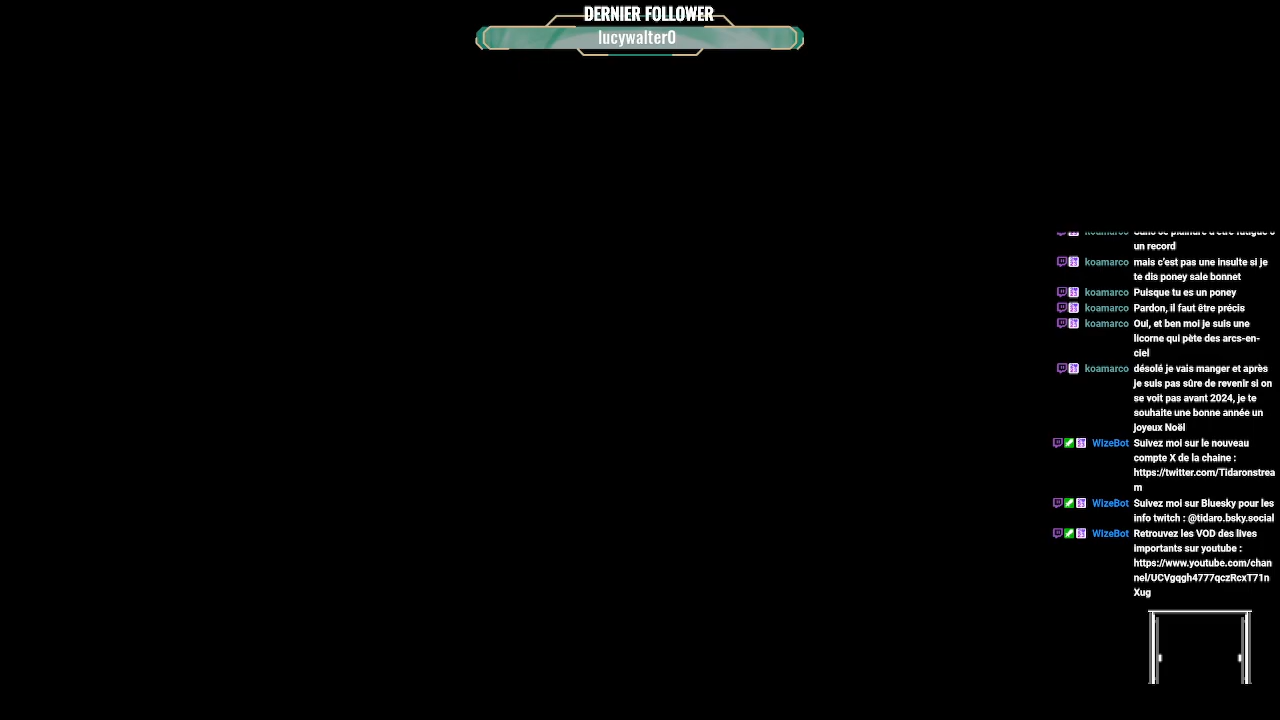 DERNIER FOLLOWER
lucywalter0
koamarco
un record
koamarco mais c'est pas une insulte si je
te dis poney sale bonnet
koamarco Puisque tu es un poney
koamarco Pardon, il faut être précis
koamarco Oui, et ben moi je suis une
licorne qui pète des arcs-en-
ciel
koamarco désolé je vais manger et après
je suis pas sûre de revenir si on
se voit pas avant 2024, je te
souhaite une bonne année un
joyeux Noël
WizeBot Suivez moi sur le nouveau
compte X de la chaine :
https://twitter.com/Tidaronstrea
m
WizeBot Suivez moi sur Bluesky pour les
info twitch : @tidaro.bsky.social
WizeBot Retrouvez les VOD des lives
importants sur youtube :
https://www.youtube.com/chan
nel/UCVgqgh4777qczRcxT71n
Xug